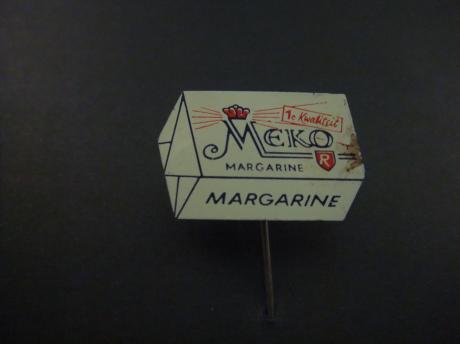 1e Kwaliteit
MEKO
MARGARINE
R
MARGARINE